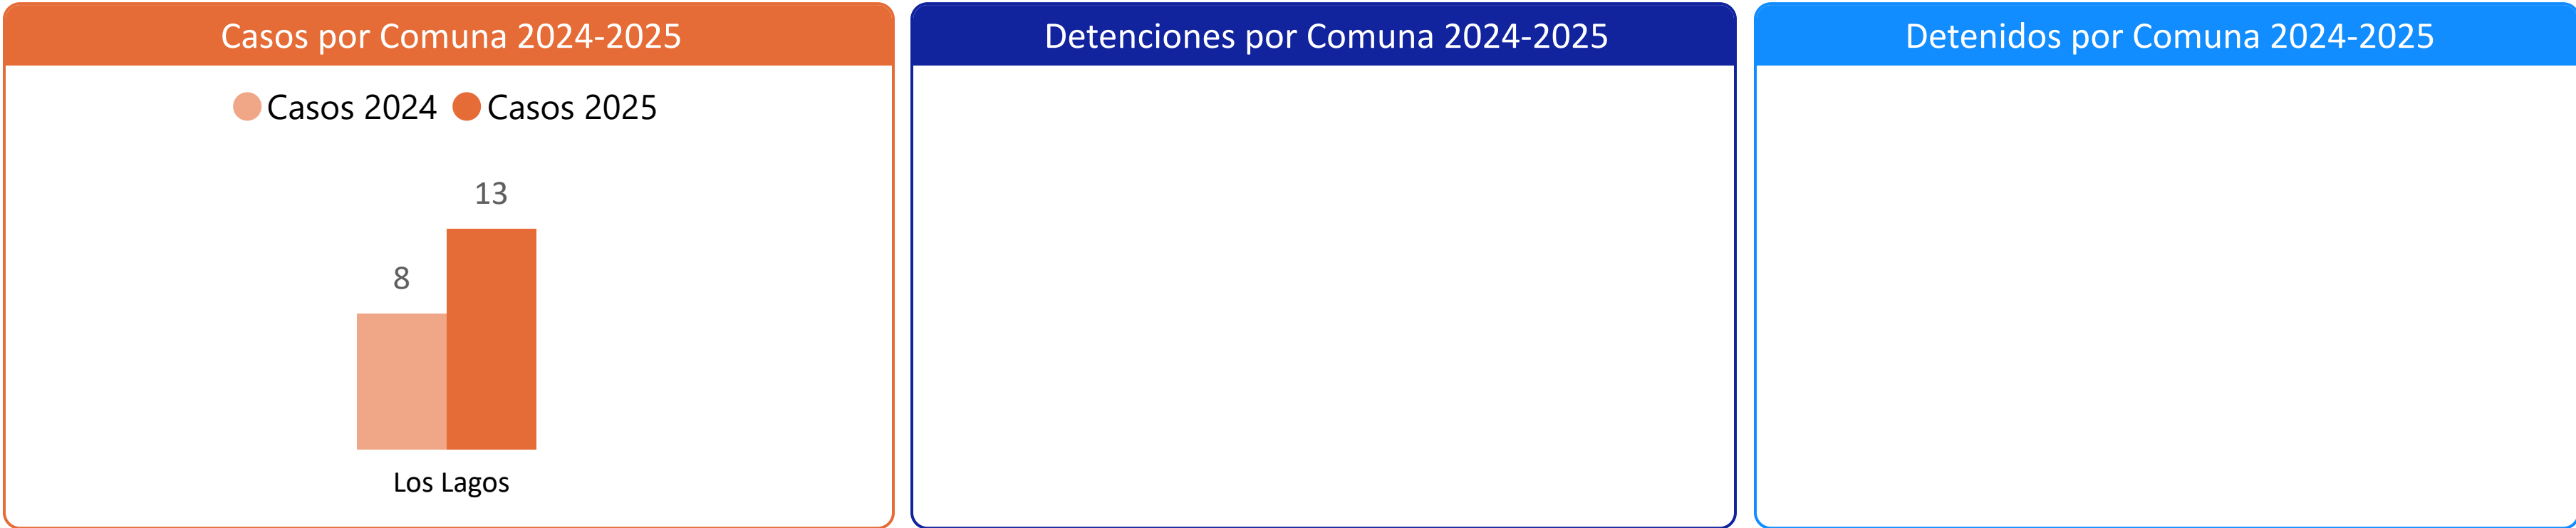 Casos por Comuna 2024-2025
Casos 2024 Casos 2025
13
8
Los Lagos
Detenciones por Comuna 2024-2025
Detenidos por Comuna 2024-2025